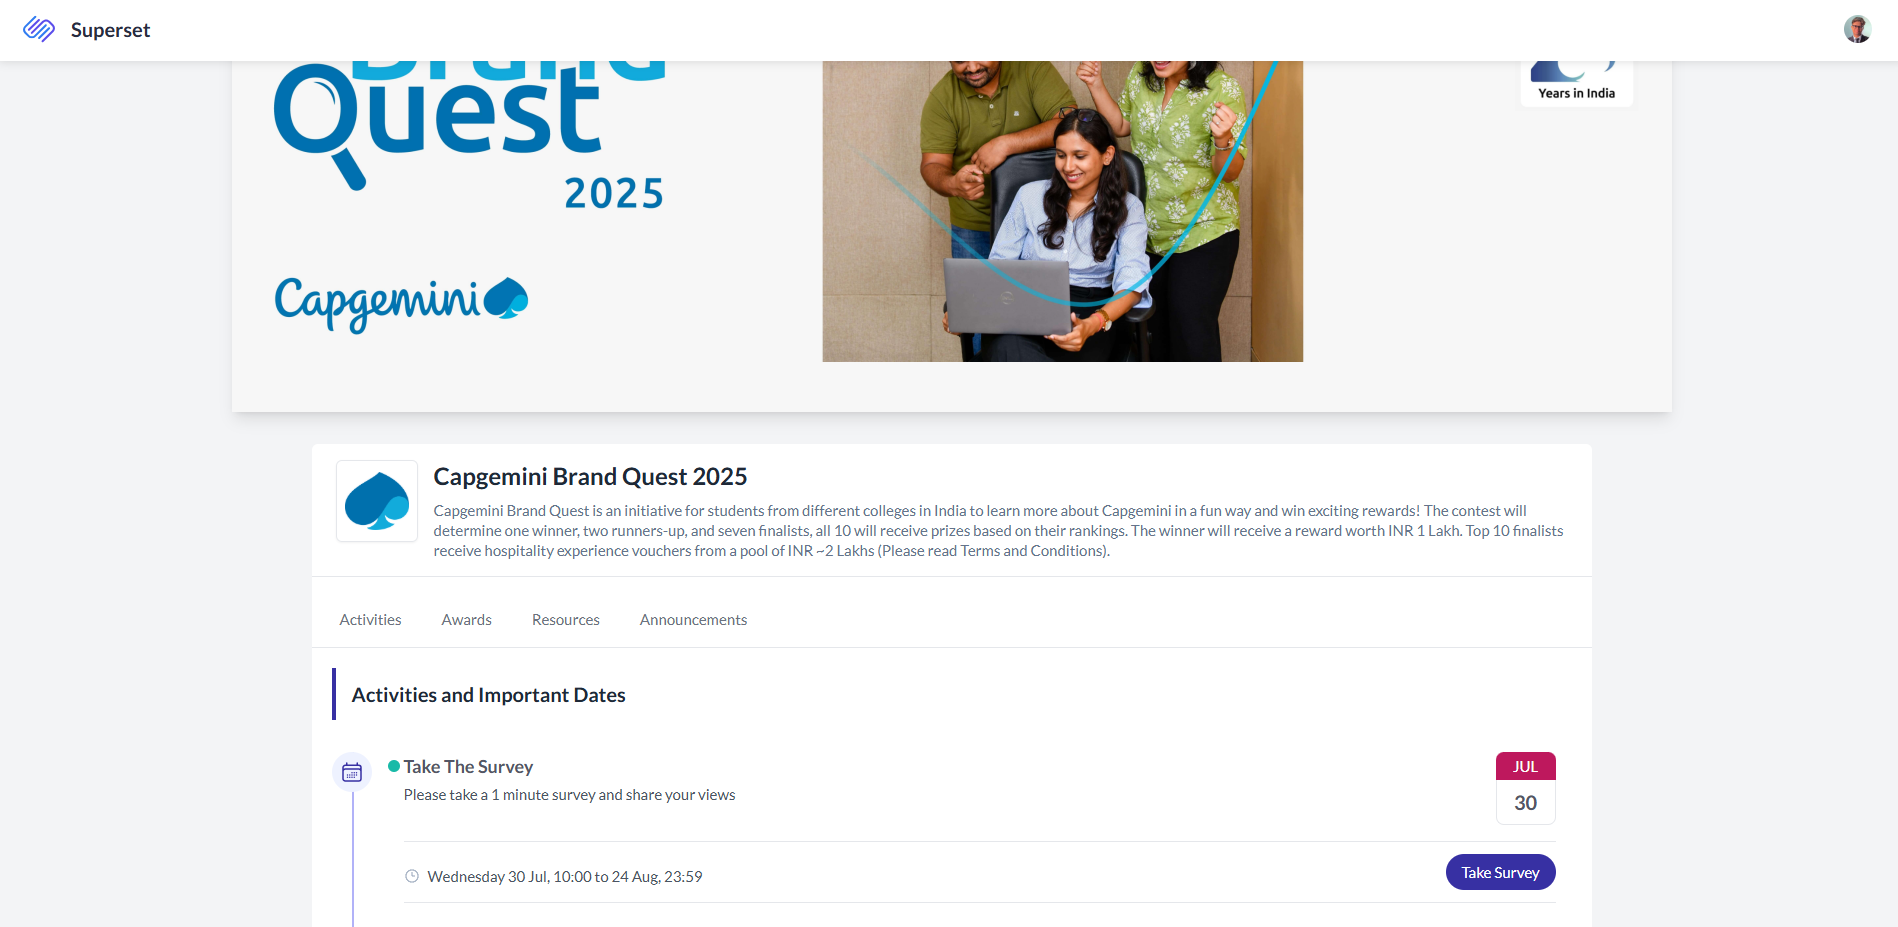 Superset
Brand
Quest
2025
Capgemini
Years in India
Capgemini Brand Quest 2025
Capgemini Brand Quest is an initiative for students from different colleges in India to learn more about Capgemini in a fun way and win exciting rewards! The contest will
determine one winner, two runners-up, and seven finalists, all 10 will receive prizes based on their rankings. The winner will receive a reward worth INR 1 Lakh. Top 10 finalists
receive hospitality experience vouchers from a pool of INR ~2 Lakhs (Please read Terms and Conditions).
Activities
Awards
Resources
Announcements
Activities and Important Dates
Take The Survey
Please take a 1 minute survey and share your views
JUL
30
Wednesday 30 Jul, 10:00 to 24 Aug, 23:59
Take Survey